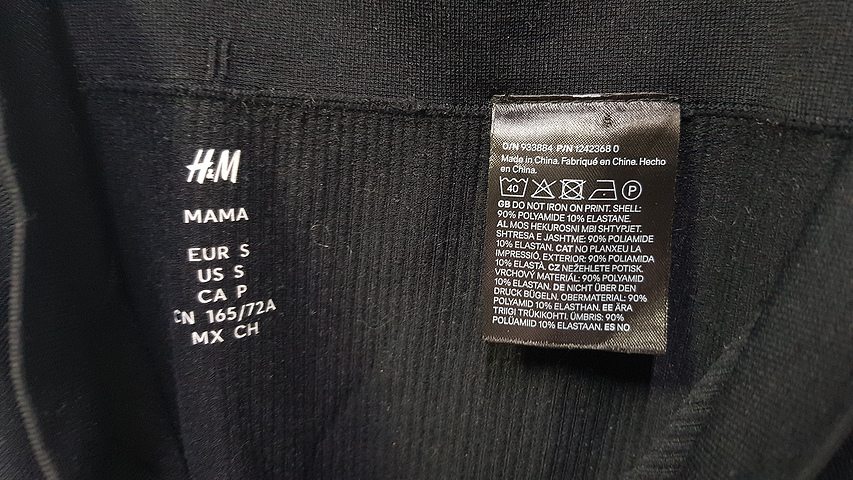 H&M
MAMA
EUR S
US S
CA P
CN 165/72A
MX CH
O/N 933884 P/N 1242368 0
Made in China. Fabriqué en Chine. Hecho
en China.
40
P
GB DO NOT IRON ON PRINT. SHELL:
90% POLYAMIDE 10% ELASTANE.
AL MOS HEKUROSNI MBI SHTYPJET.
SHTRESA E JASHTME: 90% POLIAMIDE
10% ELASTAN. CAT NO PLANXEU LA
IMPRESSIÓ, EXTERIOR: 90% POLIAMIDA
10% ELASTÀ. CZ NEŽEHLETE POTISK.
VRCHOVÝ MATERIÁL: 90% POLYAMID
10% ELASTAN. DE NICHT ÜBER DEN
DRUCK BÜGELN. OBERMATERIAL: 90%
POLYAMID 10% ELASTHAN. EE ÄRA
TRIIGI TRÜKIKOHTI. ÜMBRIS: 90%
POLÜAMIID 10% ELASTAAN. ES NO